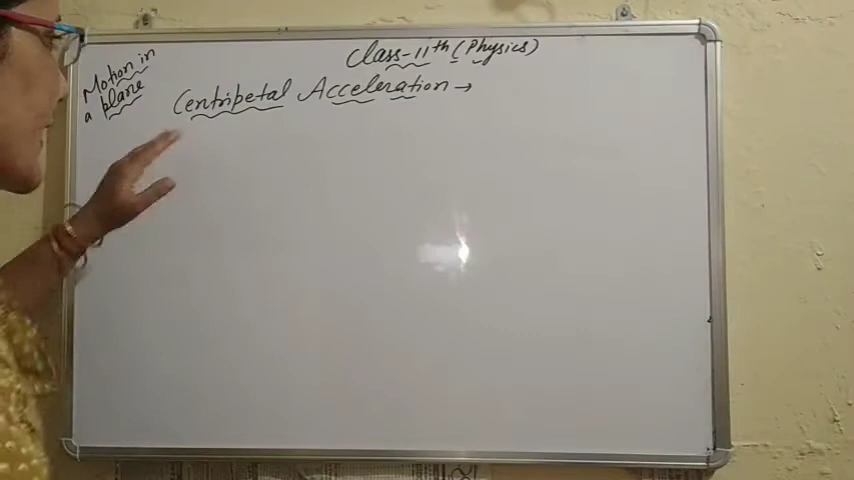 Class-11th (Physics)
Motion in
a plane
Centripetal Acceleration →